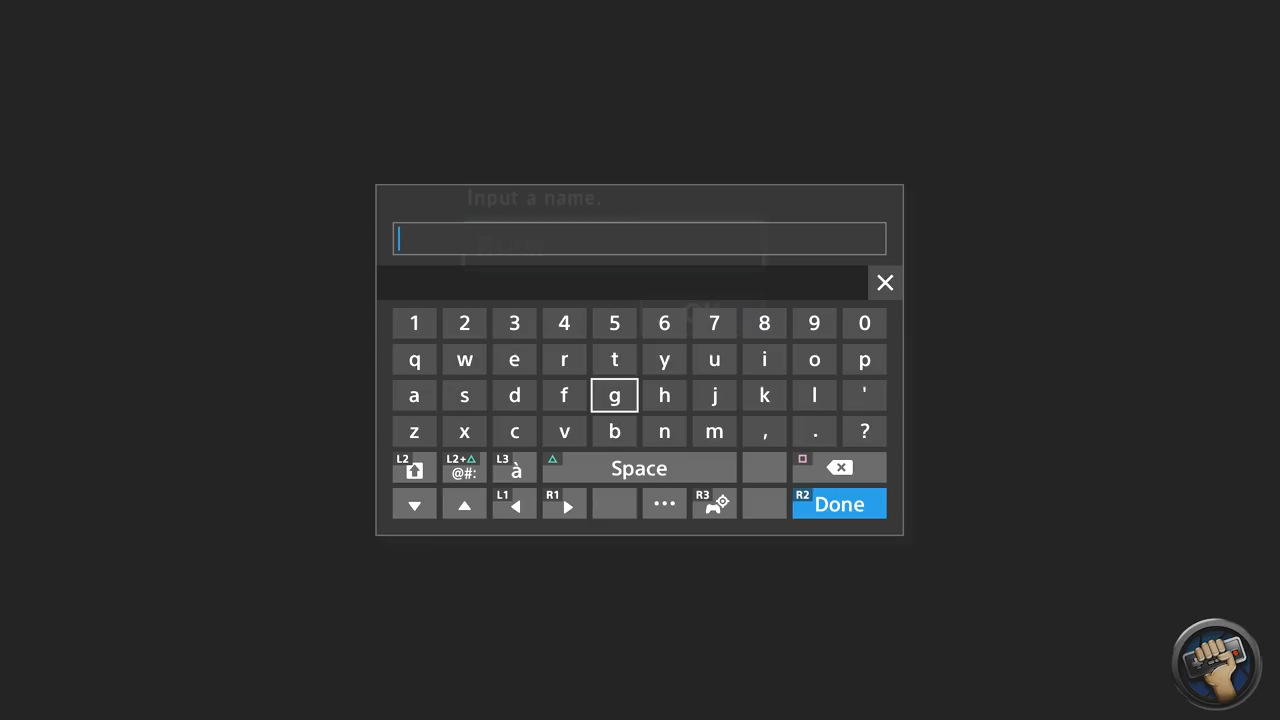 Input a name.
1 2 3 4 5 6 7 8 9 0
q w e r t y u i o p
a s d f g h j k l '
z x c v b n m , . ?
L2 L2+△ @#: L3 à △ Space
L1 R1 ... R3 R2 Done